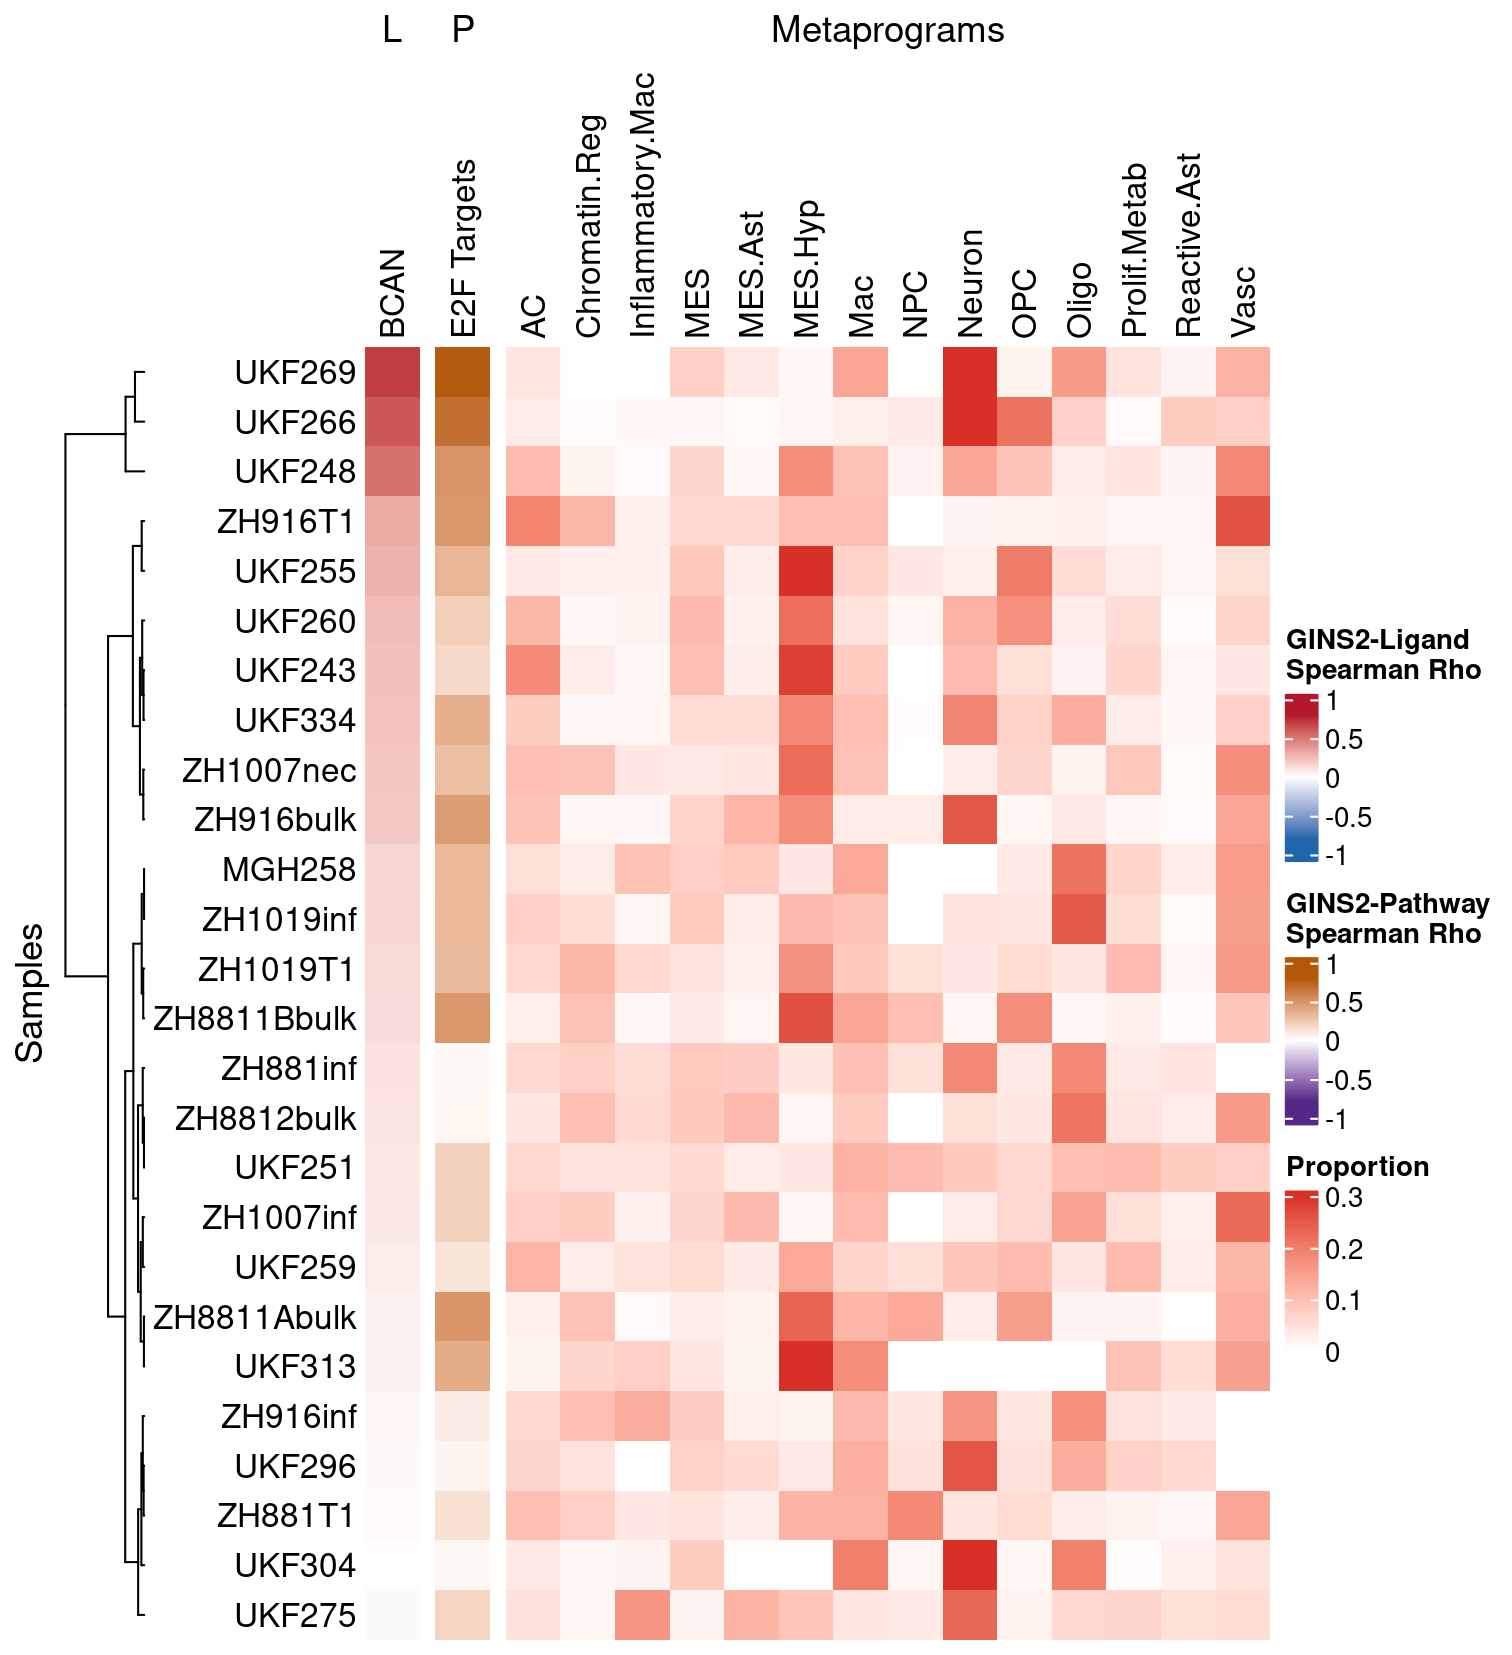 L P Metaprograms
BCAN
E2F Targets
AC
Chromatin.Reg
Inflammatory.Mac
MES
MES.Ast
MES.Hyp
Mac
NPC
Neuron
OPC
Oligo
Prolif.Metab
Reactive.Ast
Vasc
Samples
UKF269
UKF266
UKF248
ZH916T1
UKF255
UKF260
UKF243
UKF334
ZH1007nec
ZH916bulk
MGH258
ZH1019inf
ZH1019T1
ZH8811Bbulk
ZH881inf
ZH8812bulk
UKF251
ZH1007inf
UKF259
ZH8811Abulk
UKF313
ZH916inf
UKF296
ZH881T1
UKF304
UKF275
GINS2-Ligand
Spearman Rho
1
0.5
0
-0.5
-1
GINS2-Pathway
Spearman Rho
1
0.5
0
-0.5
-1
Proportion
0.3
0.2
0.1
0